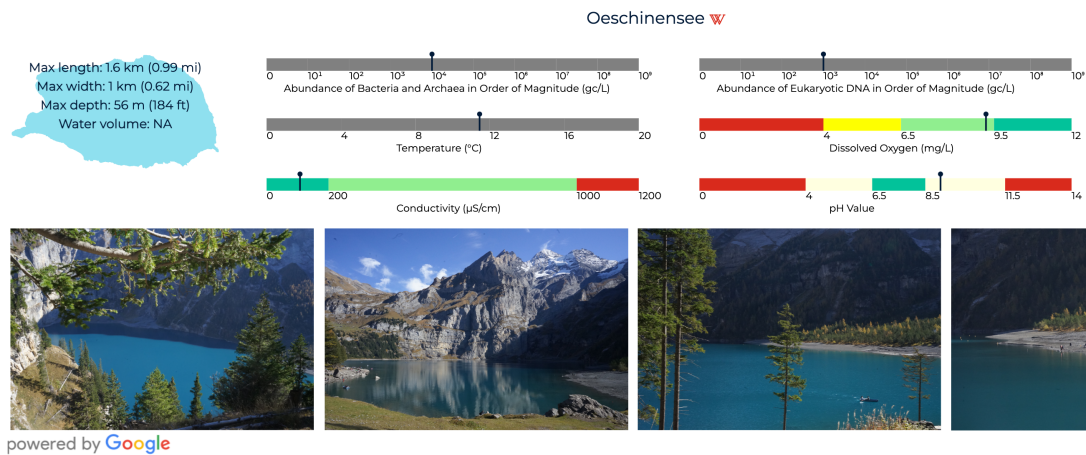 Oeschinensee W
Max length: 1.6 km (0.99 mi)
Max width: 1 km (0.62 mi)
Max depth: 56 m (184 ft)
Water volume: NA
0 10¹ 10² 10³ 10⁴ 10⁵ 10⁶ 10⁷ 10⁸ 10⁹
Abundance of Bacteria and Archaea in Order of Magnitude (gc/L)
0 10¹ 10² 10³ 10⁴ 10⁵ 10⁶ 10⁷ 10⁸ 10⁹
Abundance of Eukaryotic DNA in Order of Magnitude (gc/L)
0 4 8 12 16 20
Temperature (°C)
0 4 6.5 9.5 12
Dissolved Oxygen (mg/L)
0 200 1000 1200
Conductivity (µS/cm)
0 4 6.5 8.5 11.5 14
pH Value
powered by Google